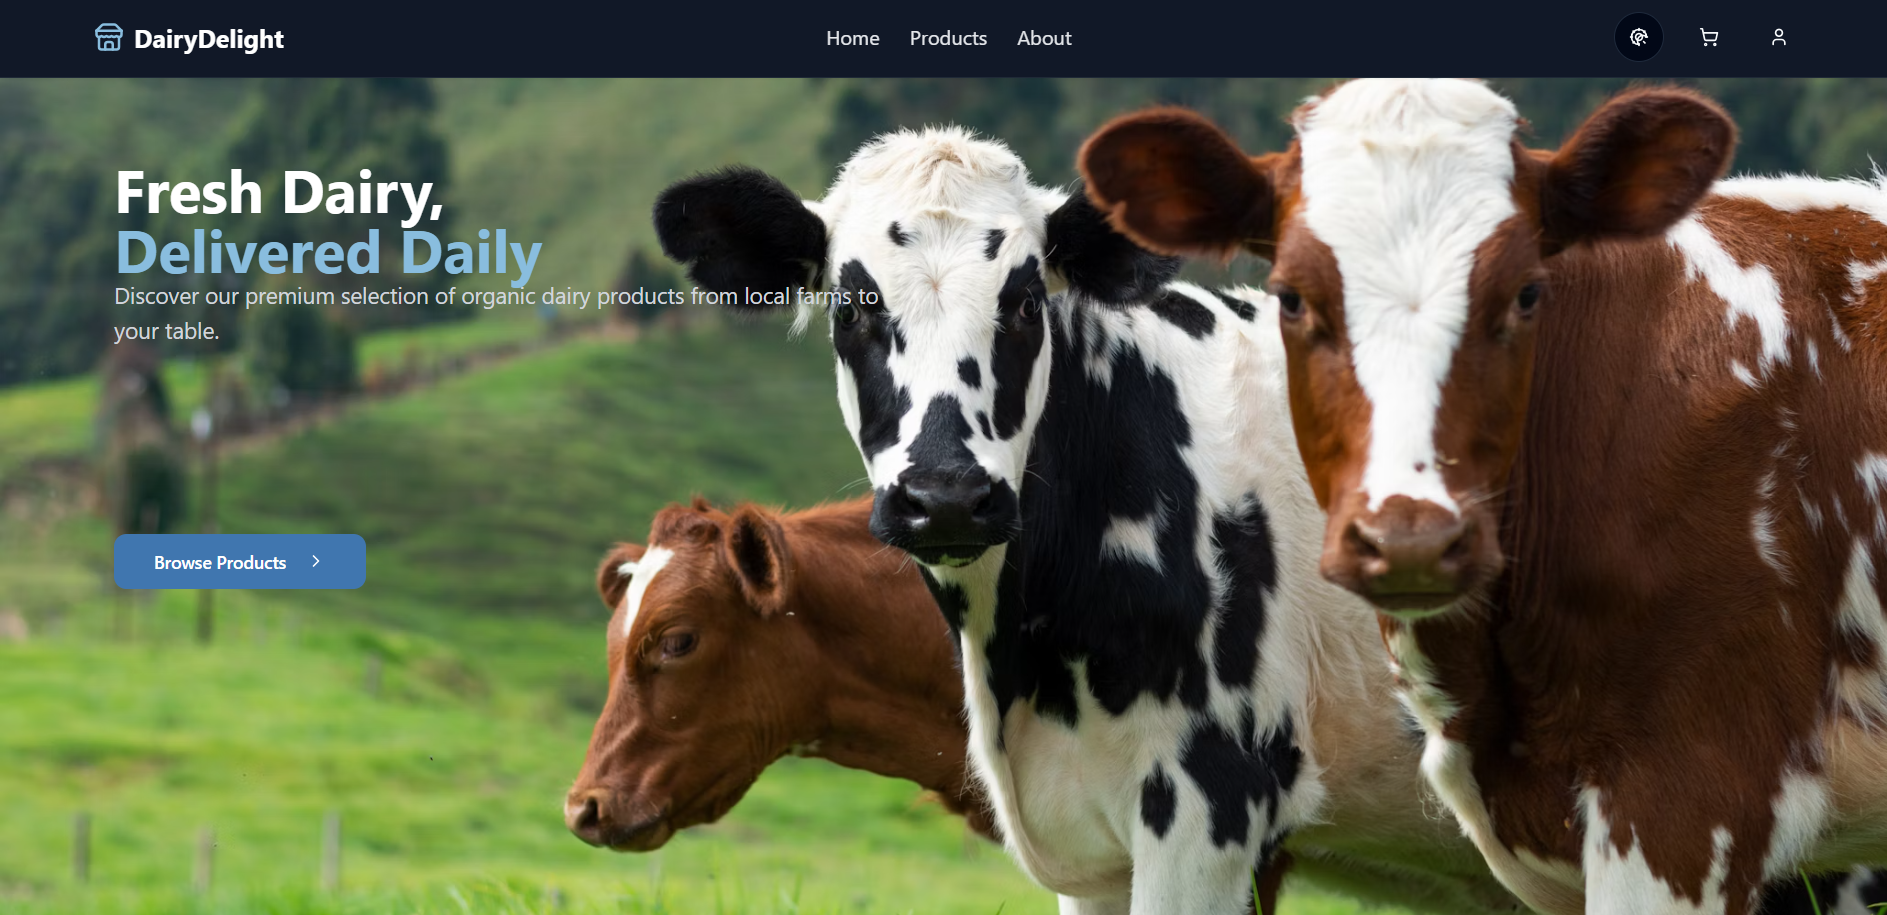 DairyDelight
Home
Products
About
Fresh Dairy,
Delivered Daily
Discover our premium selection of organic dairy products from local farms to
your table.
Browse Products